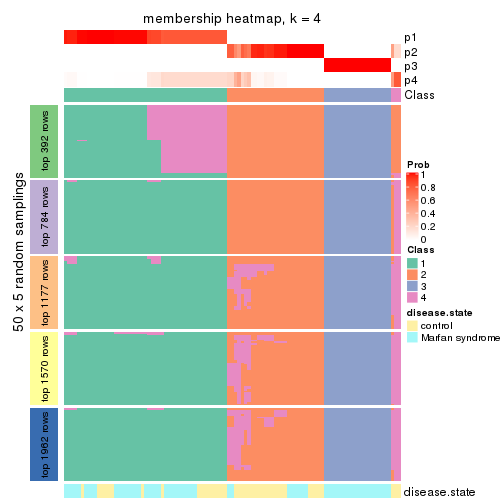 membership heatmap, k = 4
p1
p2
p3
p4
Class
50 x 5 random samplings
top 392 rows
top 784 rows
top 1177 rows
top 1570 rows
top 1962 rows
Prob
1
0.8
0.6
0.4
0.2
0
Class
1
2
3
4
disease.state
control
Marfan syndrome
disease.state